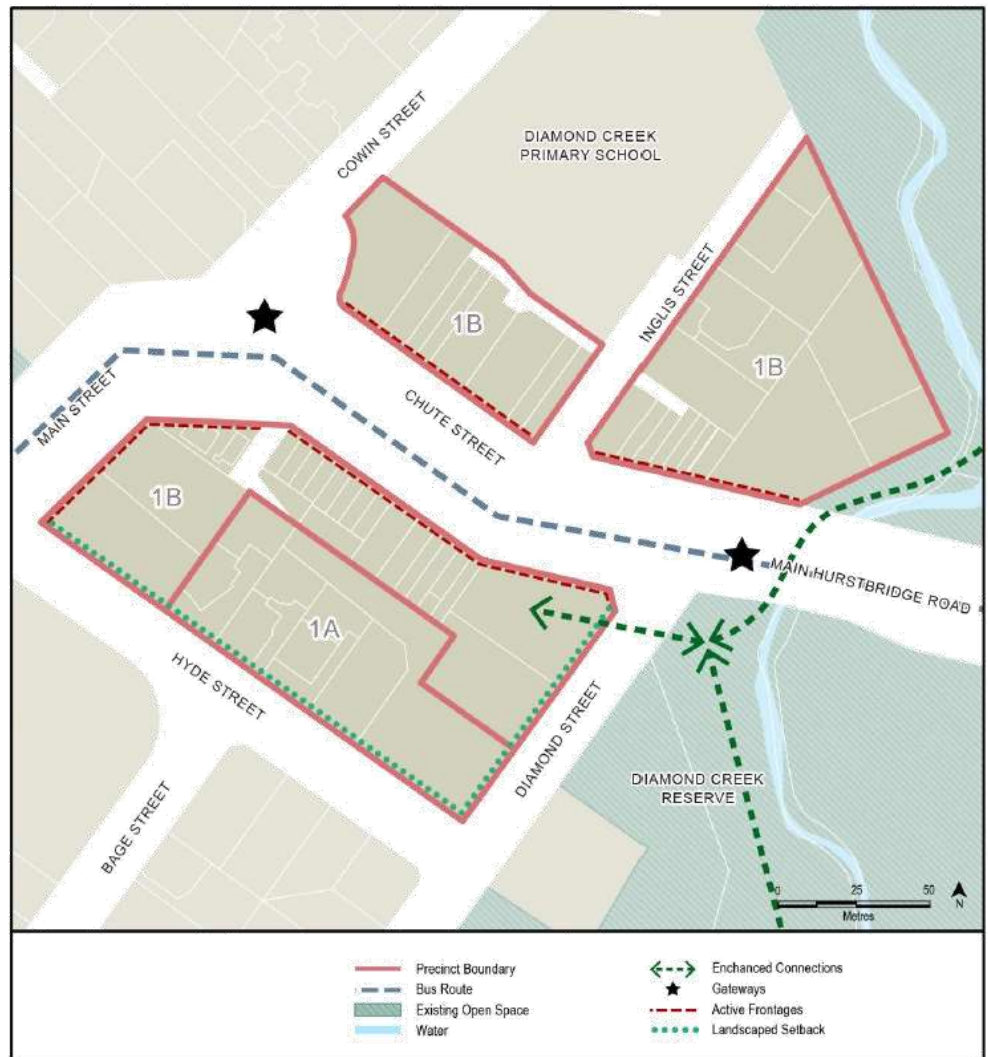 COWIN STREET
DIAMOND CREEK
PRIMARY SCHOOL
INGLIS STREET
1B
1B
MAIN STREET
CHUTE STREET
1B
MAIN HURSTBRIDGE ROAD
1A
HYDE STREET
DIAMOND STREET
DIAMOND CREEK
RESERVE
BAGE STREET
0 25 50
Metres
N
Precinct Boundary
Bus Route
Existing Open Space
Water
Enchanced Connections
Gateways
Active Frontages
Landscaped Setback